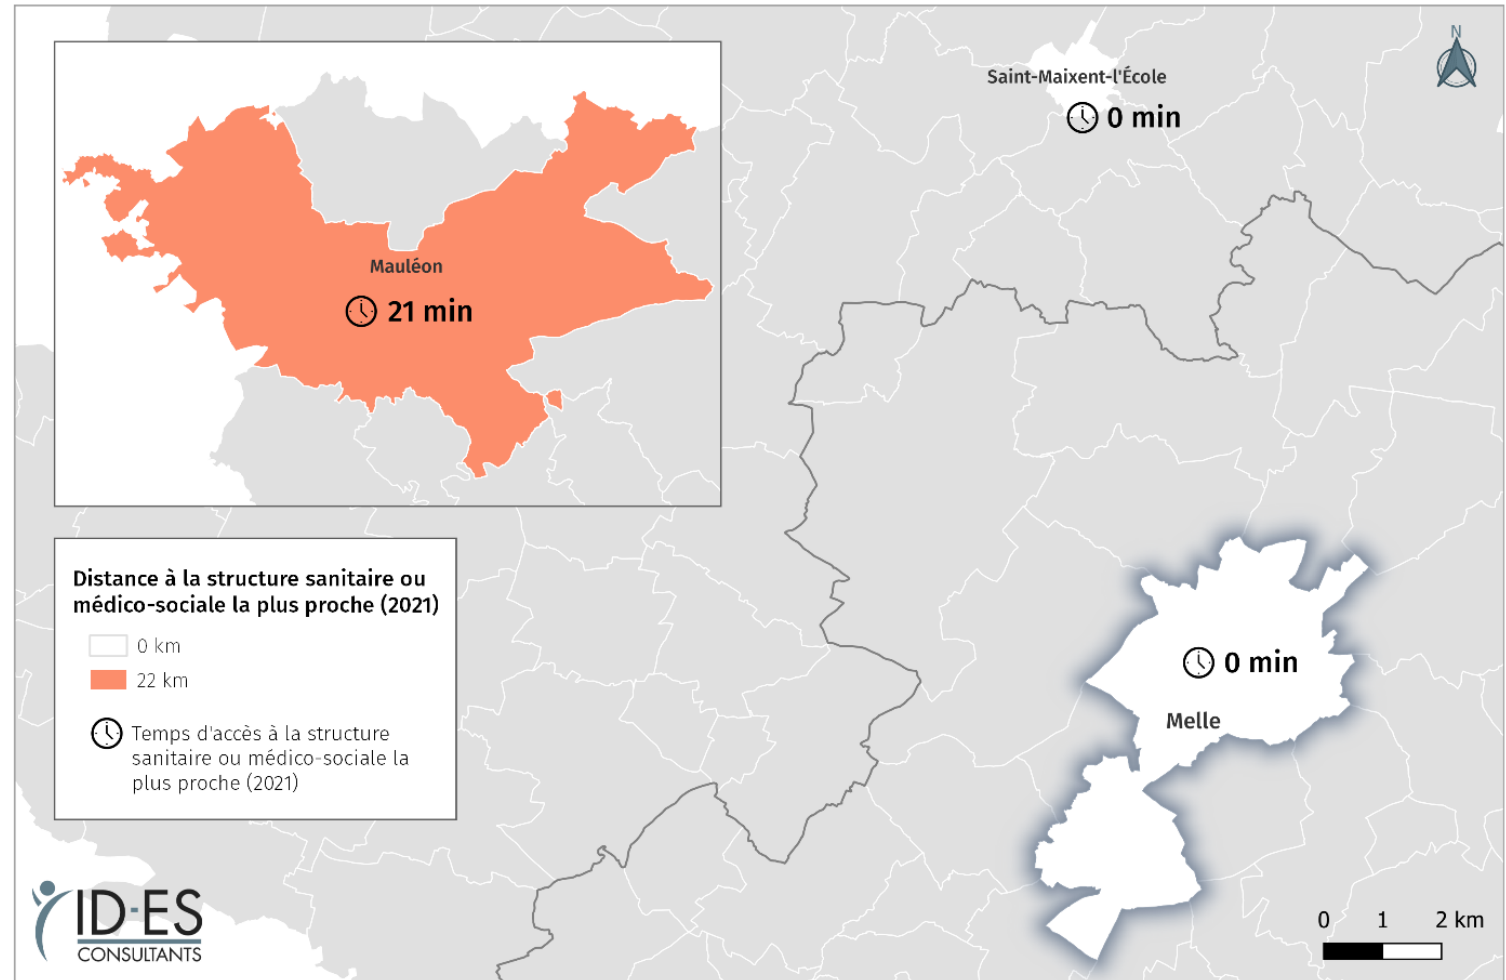 N
Saint-Maixent-l'École
0 min
Mauléon
21 min
Distance à la structure sanitaire ou
médico-sociale la plus proche (2021)
0 km
22 km
Temps d'accès à la structure
sanitaire ou médico-sociale la
plus proche (2021)
0 min
Melle
ID-ES
CONSULTANTS
0 1 2 km